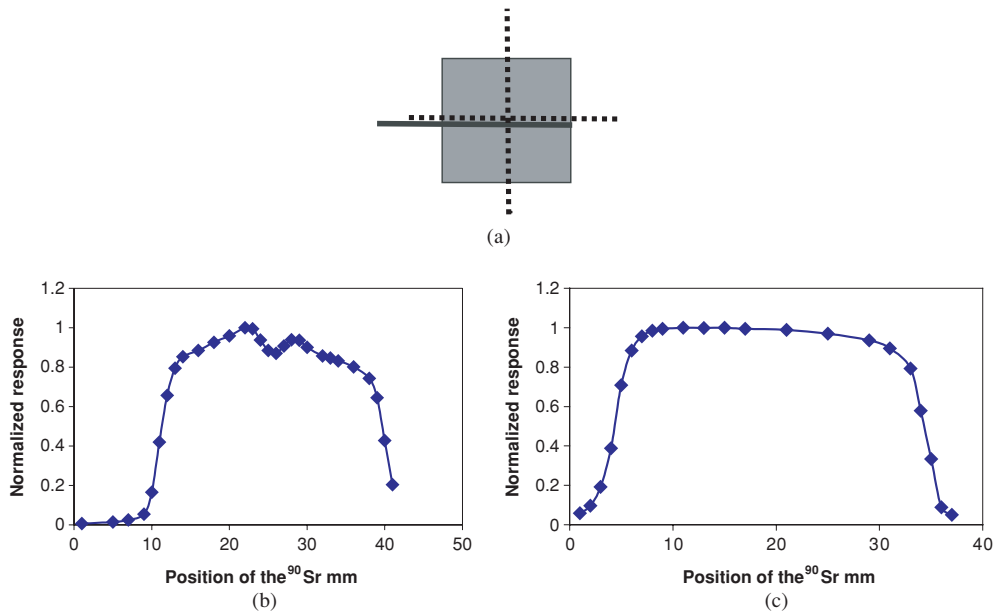 (a)
1.2
1
0.8
0.6
0.4
0.2
0
Normalized response
0 10 20 30 40 50
Position of the ⁹⁰Sr mm
(b)
1.2
1
0.8
0.6
0.4
0.2
0
Normalized response
0 10 20 30 40
Position of the ⁹⁰Sr mm
(c)